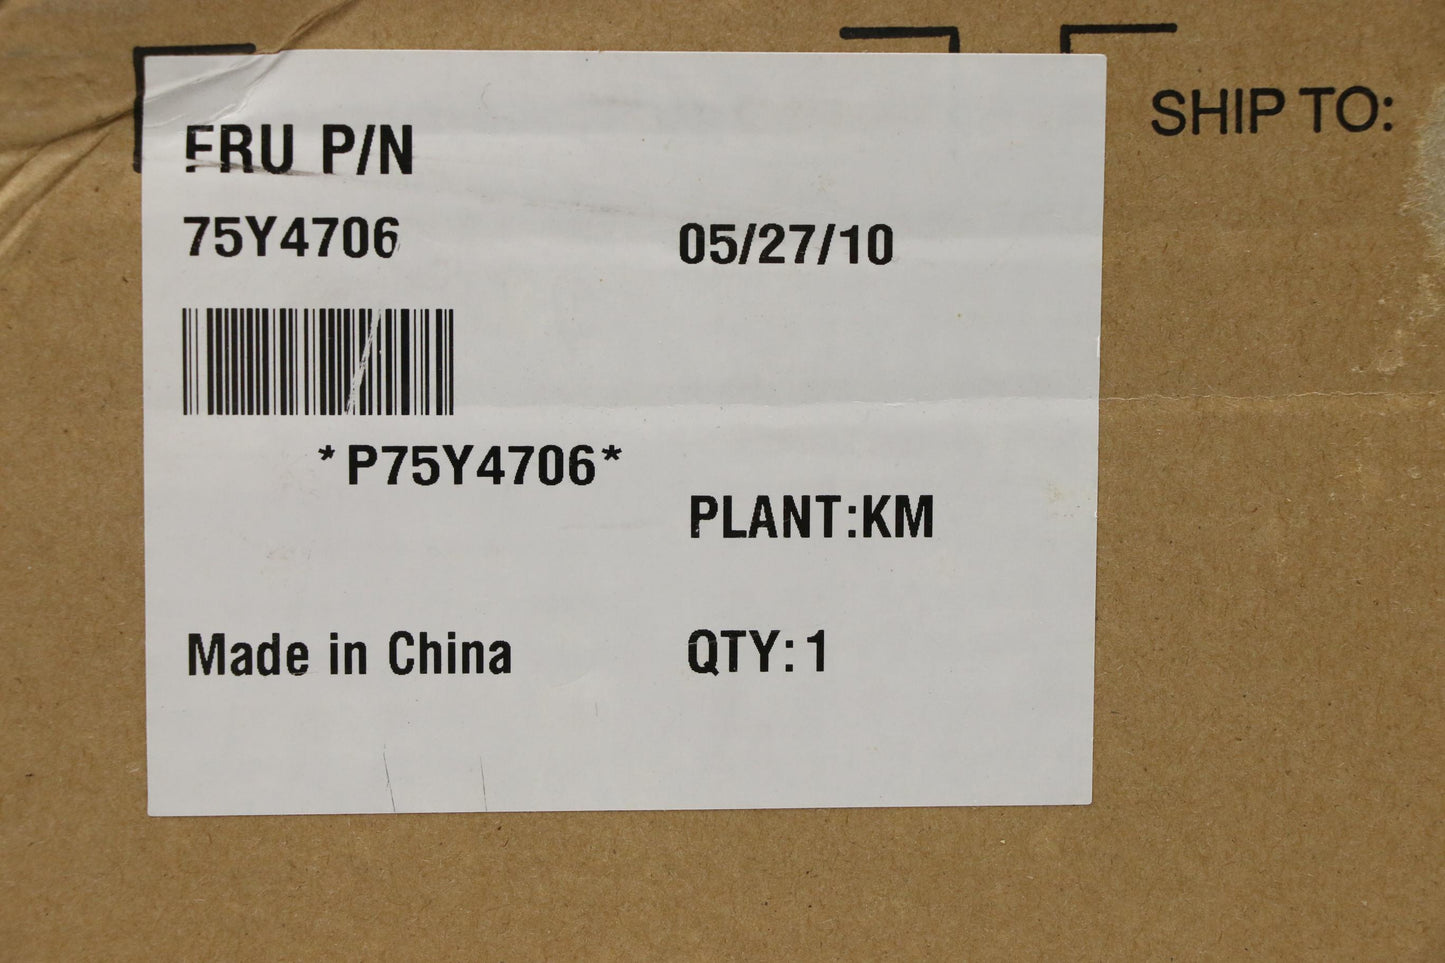 SHIP TO:
FRU P/N
75Y4706
05/27/10
*P75Y4706*
PLANT:KM
Made in China
QTY:1